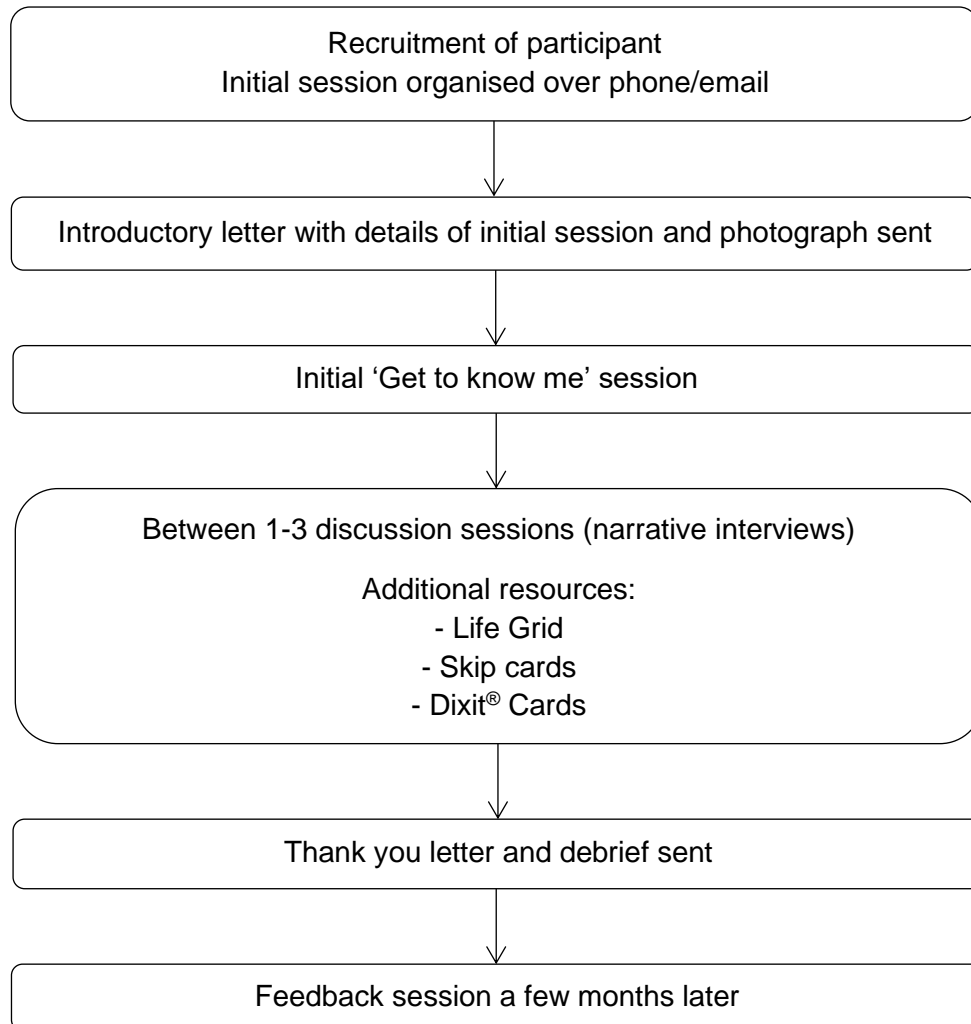 Recruitment of participant
Initial session organised over phone/email
Introductory letter with details of initial session and photograph sent
Initial ‘Get to know me’ session
Between 1-3 discussion sessions (narrative interviews)
Additional resources:
- Life Grid
- Skip cards
- Dixit® Cards
Thank you letter and debrief sent
Feedback session a few months later